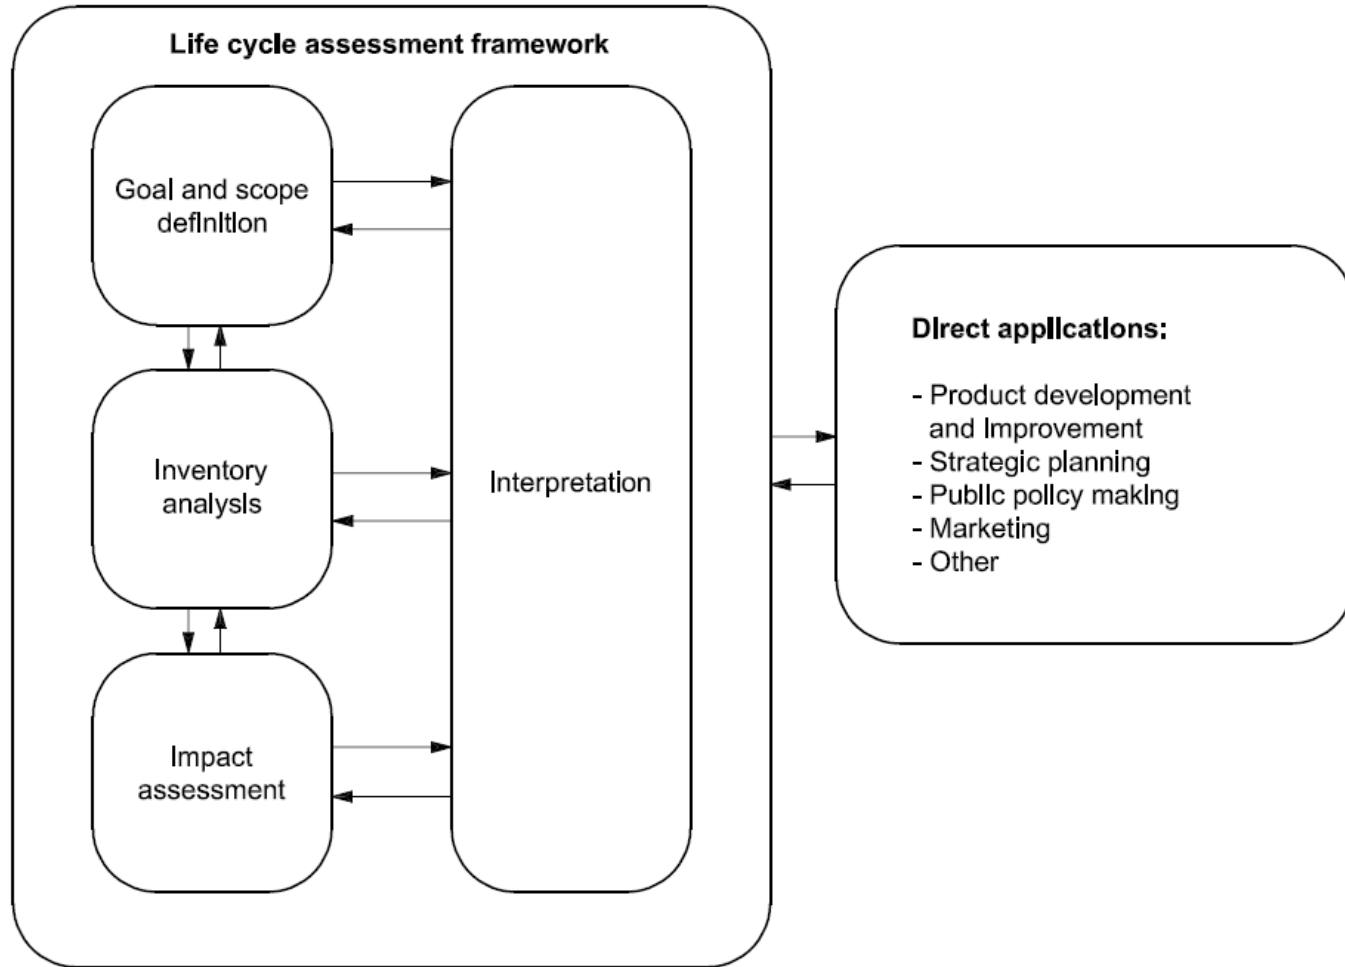 Life cycle assessment framework
Goal and scope
definition
Inventory
analysis
Impact
assessment
Interpretation
Direct applications:
- Product development
and Improvement
- Strategic planning
- Public policy making
- Marketing
- Other